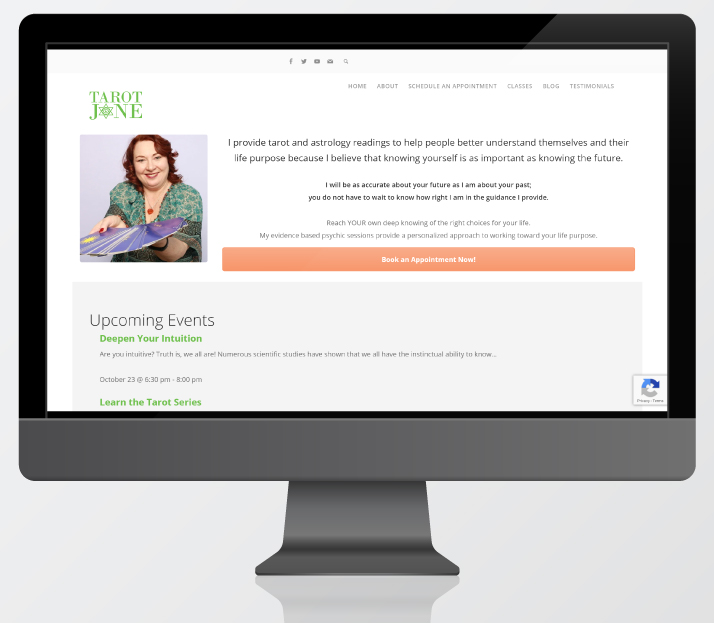 HOME ABOUT SCHEDULE AN APPOINTMENT CLASSES BLOG TESTIMONIALS
TAROT
JANE
I provide tarot and astrology readings to help people better understand themselves and their
life purpose because I believe that knowing yourself is as important as knowing the future.
I will be as accurate about your future as I am about your past;
you do not have to wait to know how right I am in the guidance I provide.
Reach YOUR own deep knowing of the right choices for your life.
My evidence based psychic sessions provide a personalized approach to working toward your life purpose.
Book an Appointment Now!
Upcoming Events
Deepen Your Intuition
Are you intuitive? Truth is, we all are! Numerous scientific studies have shown that we all have the instinctual ability to know...
October 23 @ 6:30 pm - 8:00 pm
Learn the Tarot Series
Privacy - Terms